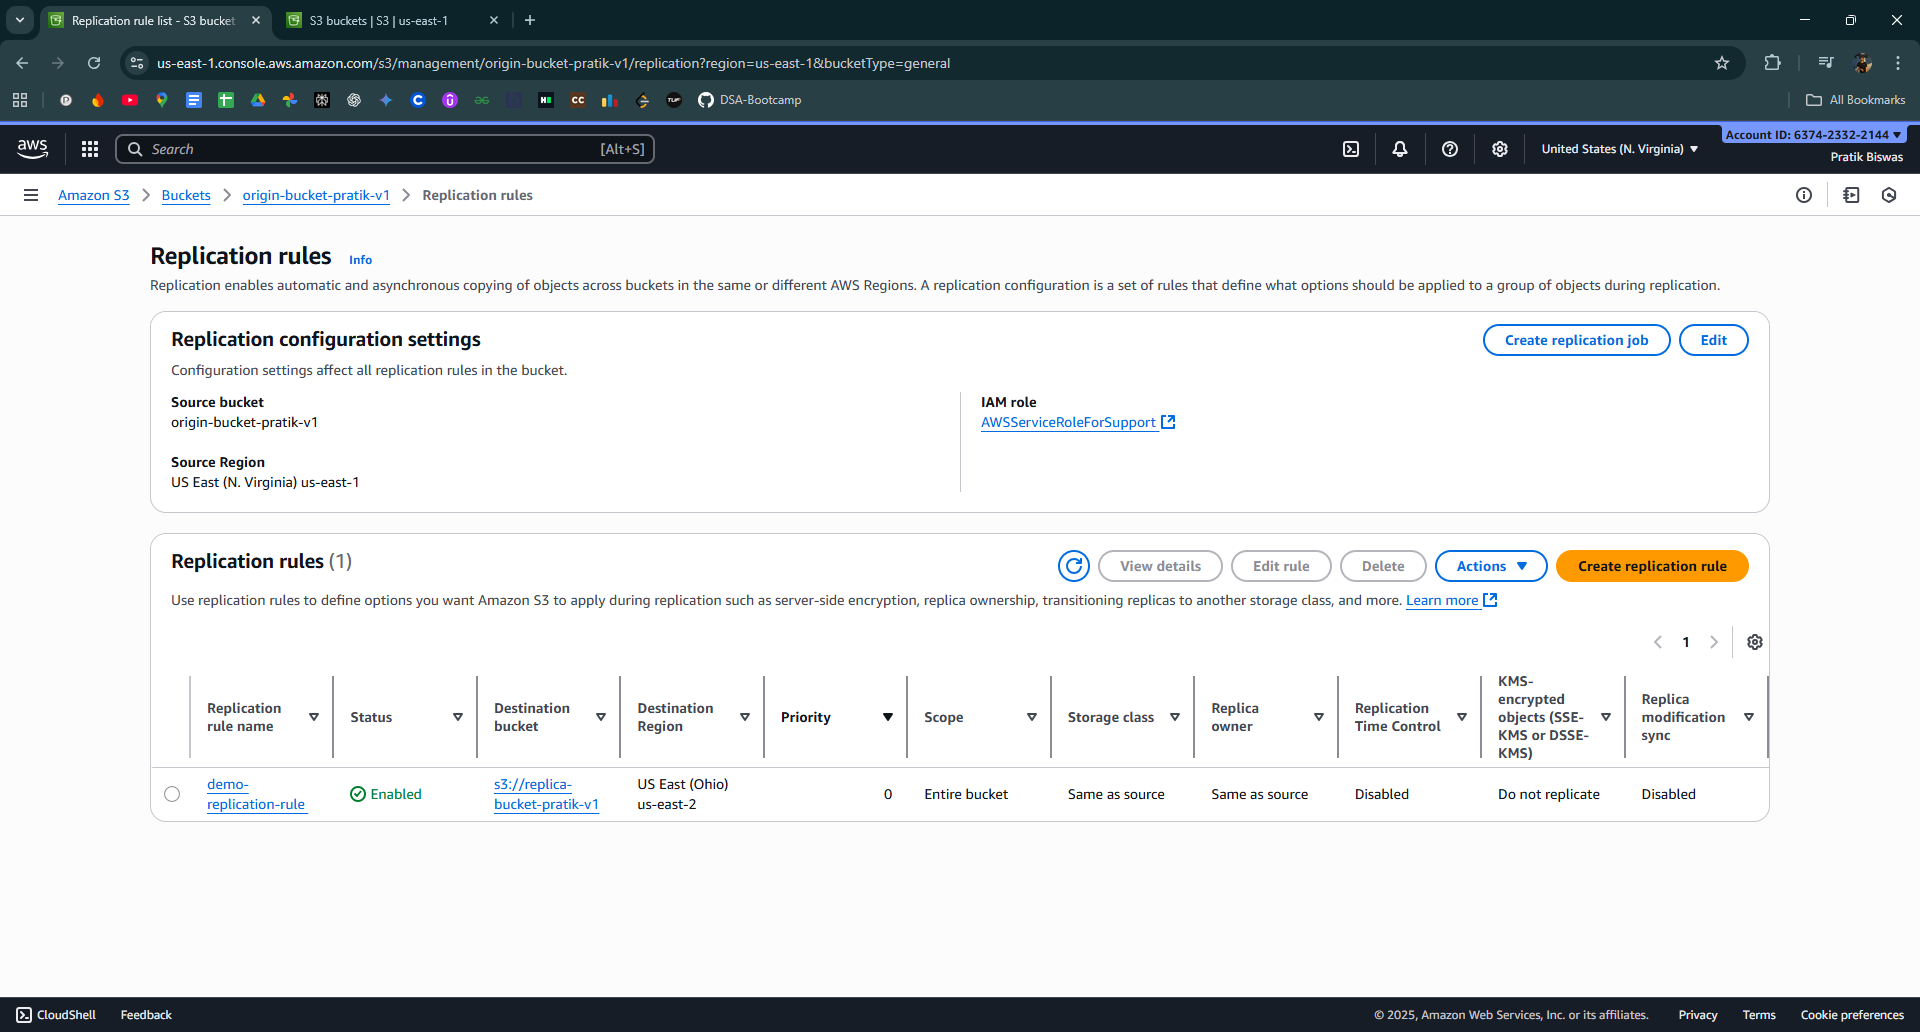 Replication rule list - S3 bucket
S3 buckets | S3 | us-east-1
us-east-1.console.aws.amazon.com/s3/management/origin-bucket-pratik-v1/replication?region=us-east-1&bucketType=general
DSA-Bootcamp
All Bookmarks
aws
Search
[Alt+S]
United States (N. Virginia)
Account ID: 6374-2332-2144
Pratik Biswas
Amazon S3
Buckets
origin-bucket-pratik-v1
Replication rules
Replication rules
Info
Replication enables automatic and asynchronous copying of objects across buckets in the same or different AWS Regions. A replication configuration is a set of rules that define what options should be applied to a group of objects during replication.
Replication configuration settings
Create replication job
Edit
Configuration settings affect all replication rules in the bucket.
Source bucket
origin-bucket-pratik-v1
Source Region
US East (N. Virginia) us-east-1
IAM role
AWSServiceRoleForSupport
Replication rules (1)
View details
Edit rule
Delete
Actions
Create replication rule
Use replication rules to define options you want Amazon S3 to apply during replication such as server-side encryption, replica ownership, transitioning replicas to another storage class, and more. Learn more
1
Replication
rule name
Status
Destination
bucket
Destination
Region
Priority
Scope
Storage class
Replica
owner
Replication
Time Control
KMS-
encrypted
objects (SSE-
KMS or DSSE-
KMS)
Replica
modification
sync
demo-
replication-rule
Enabled
s3://replica-
bucket-pratik-v1
US East (Ohio)
us-east-2
0
Entire bucket
Same as source
Same as source
Disabled
Do not replicate
Disabled
CloudShell
Feedback
© 2025, Amazon Web Services, Inc. or its affiliates.
Privacy
Terms
Cookie preferences